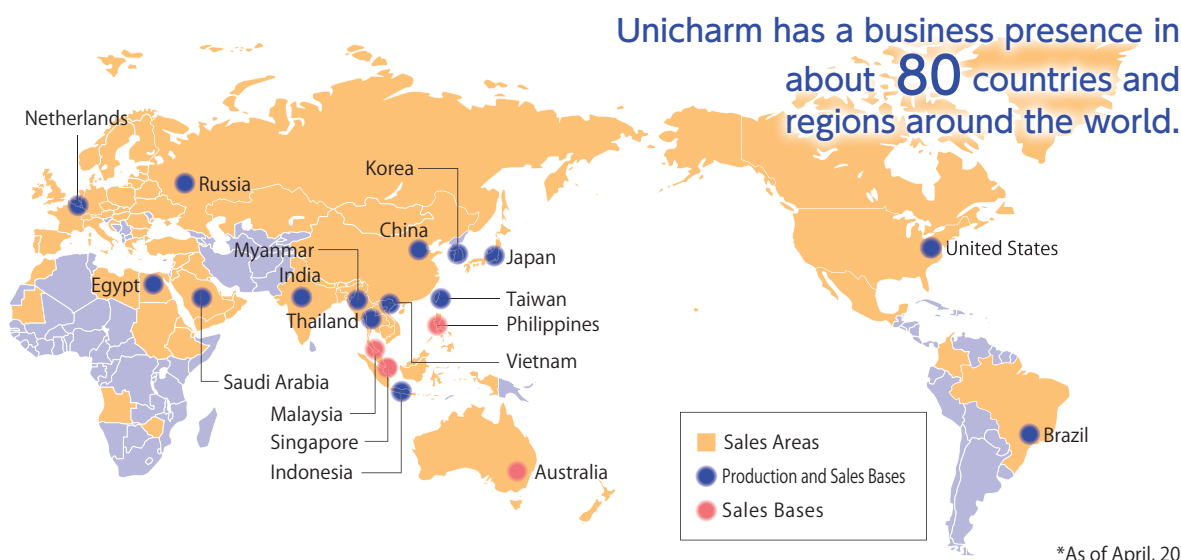 Unicharm has a business presence in
about 80 countries and
regions around the world.
Netherlands
Russia
Korea
China
Myanmar
India
Japan
United States
Egypt
Thailand
Taiwan
Philippines
Vietnam
Saudi Arabia
Malaysia
Singapore
Indonesia
Australia
Brazil
Sales Areas
Production and Sales Bases
Sales Bases
*As of April, 20